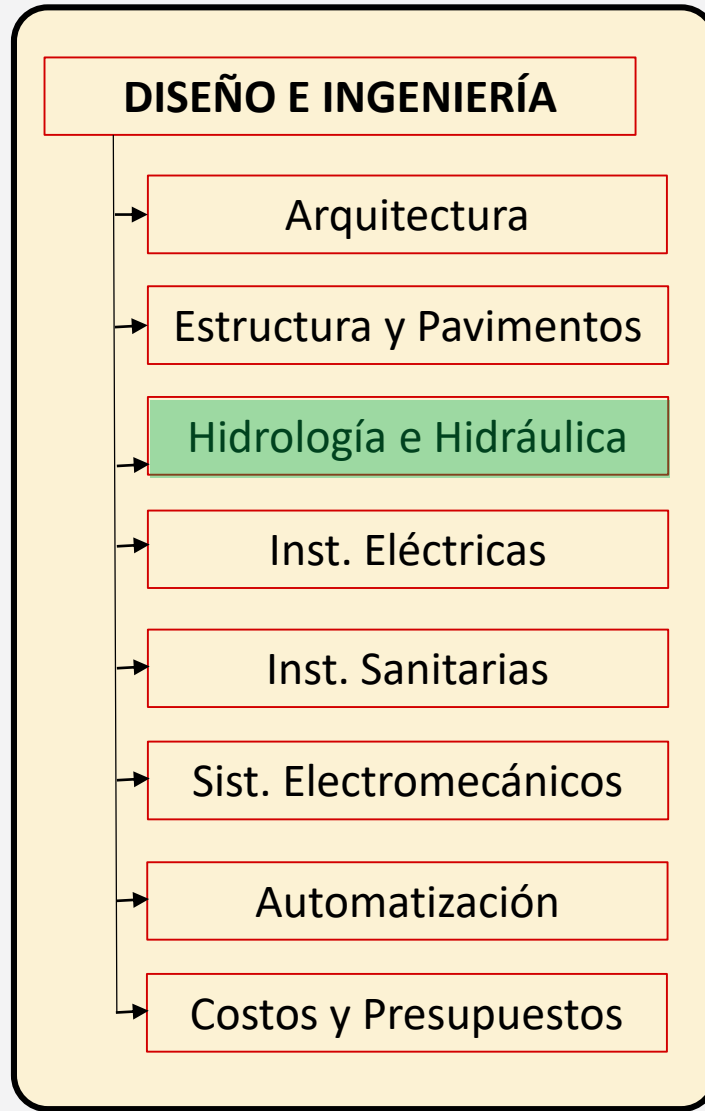 DISEÑO E INGENIERÍA
Arquitectura
Estructura y Pavimentos
Hidrología e Hidráulica
Inst. Eléctricas
Inst. Sanitarias
Sist. Electromecánicos
Automatización
Costos y Presupuestos